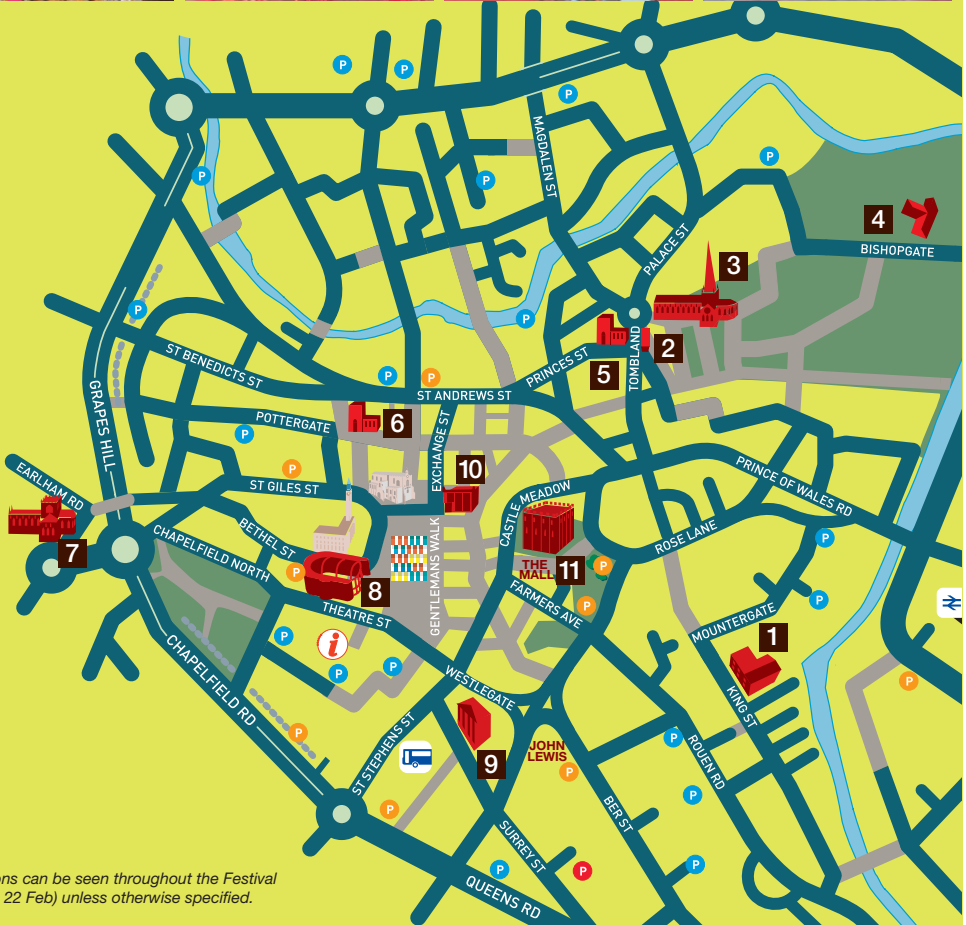 P
P
P
MAGDALEN ST
P
P
P
4
BISHOPGATE
PALACE ST
3
P
P
2
TOMBLAND
PRINCES ST
5
ST BENEDICTS ST
P
P
ST ANDREWS ST
GRAPES HILL
POTTERGATE
6
P
EXCHANGE ST
10
P
ST GILES ST
EARLHAM RD
7
BETHEL ST
CHAPELFIELD NORTH
P
8
THEATRE ST
GENTLEMANS WALK
CASTLE MEADOW
THE
MALL
11
P
FARMERS AVE
P
PRINCE OF WALES RD
ROSE LANE
P
P
MOUNTERGATE
1
KING ST
P
P
i
P
P
WESTLEGATE
CHAPELFIELD RD
P
ST STEPHENS ST
9
JOHN
LEWIS
P
P
ROUEN RD
P
P
BER ST
SURREY ST
P
P
P
QUEENS RD
ons can be seen throughout the Festival
22 Feb) unless otherwise specified.